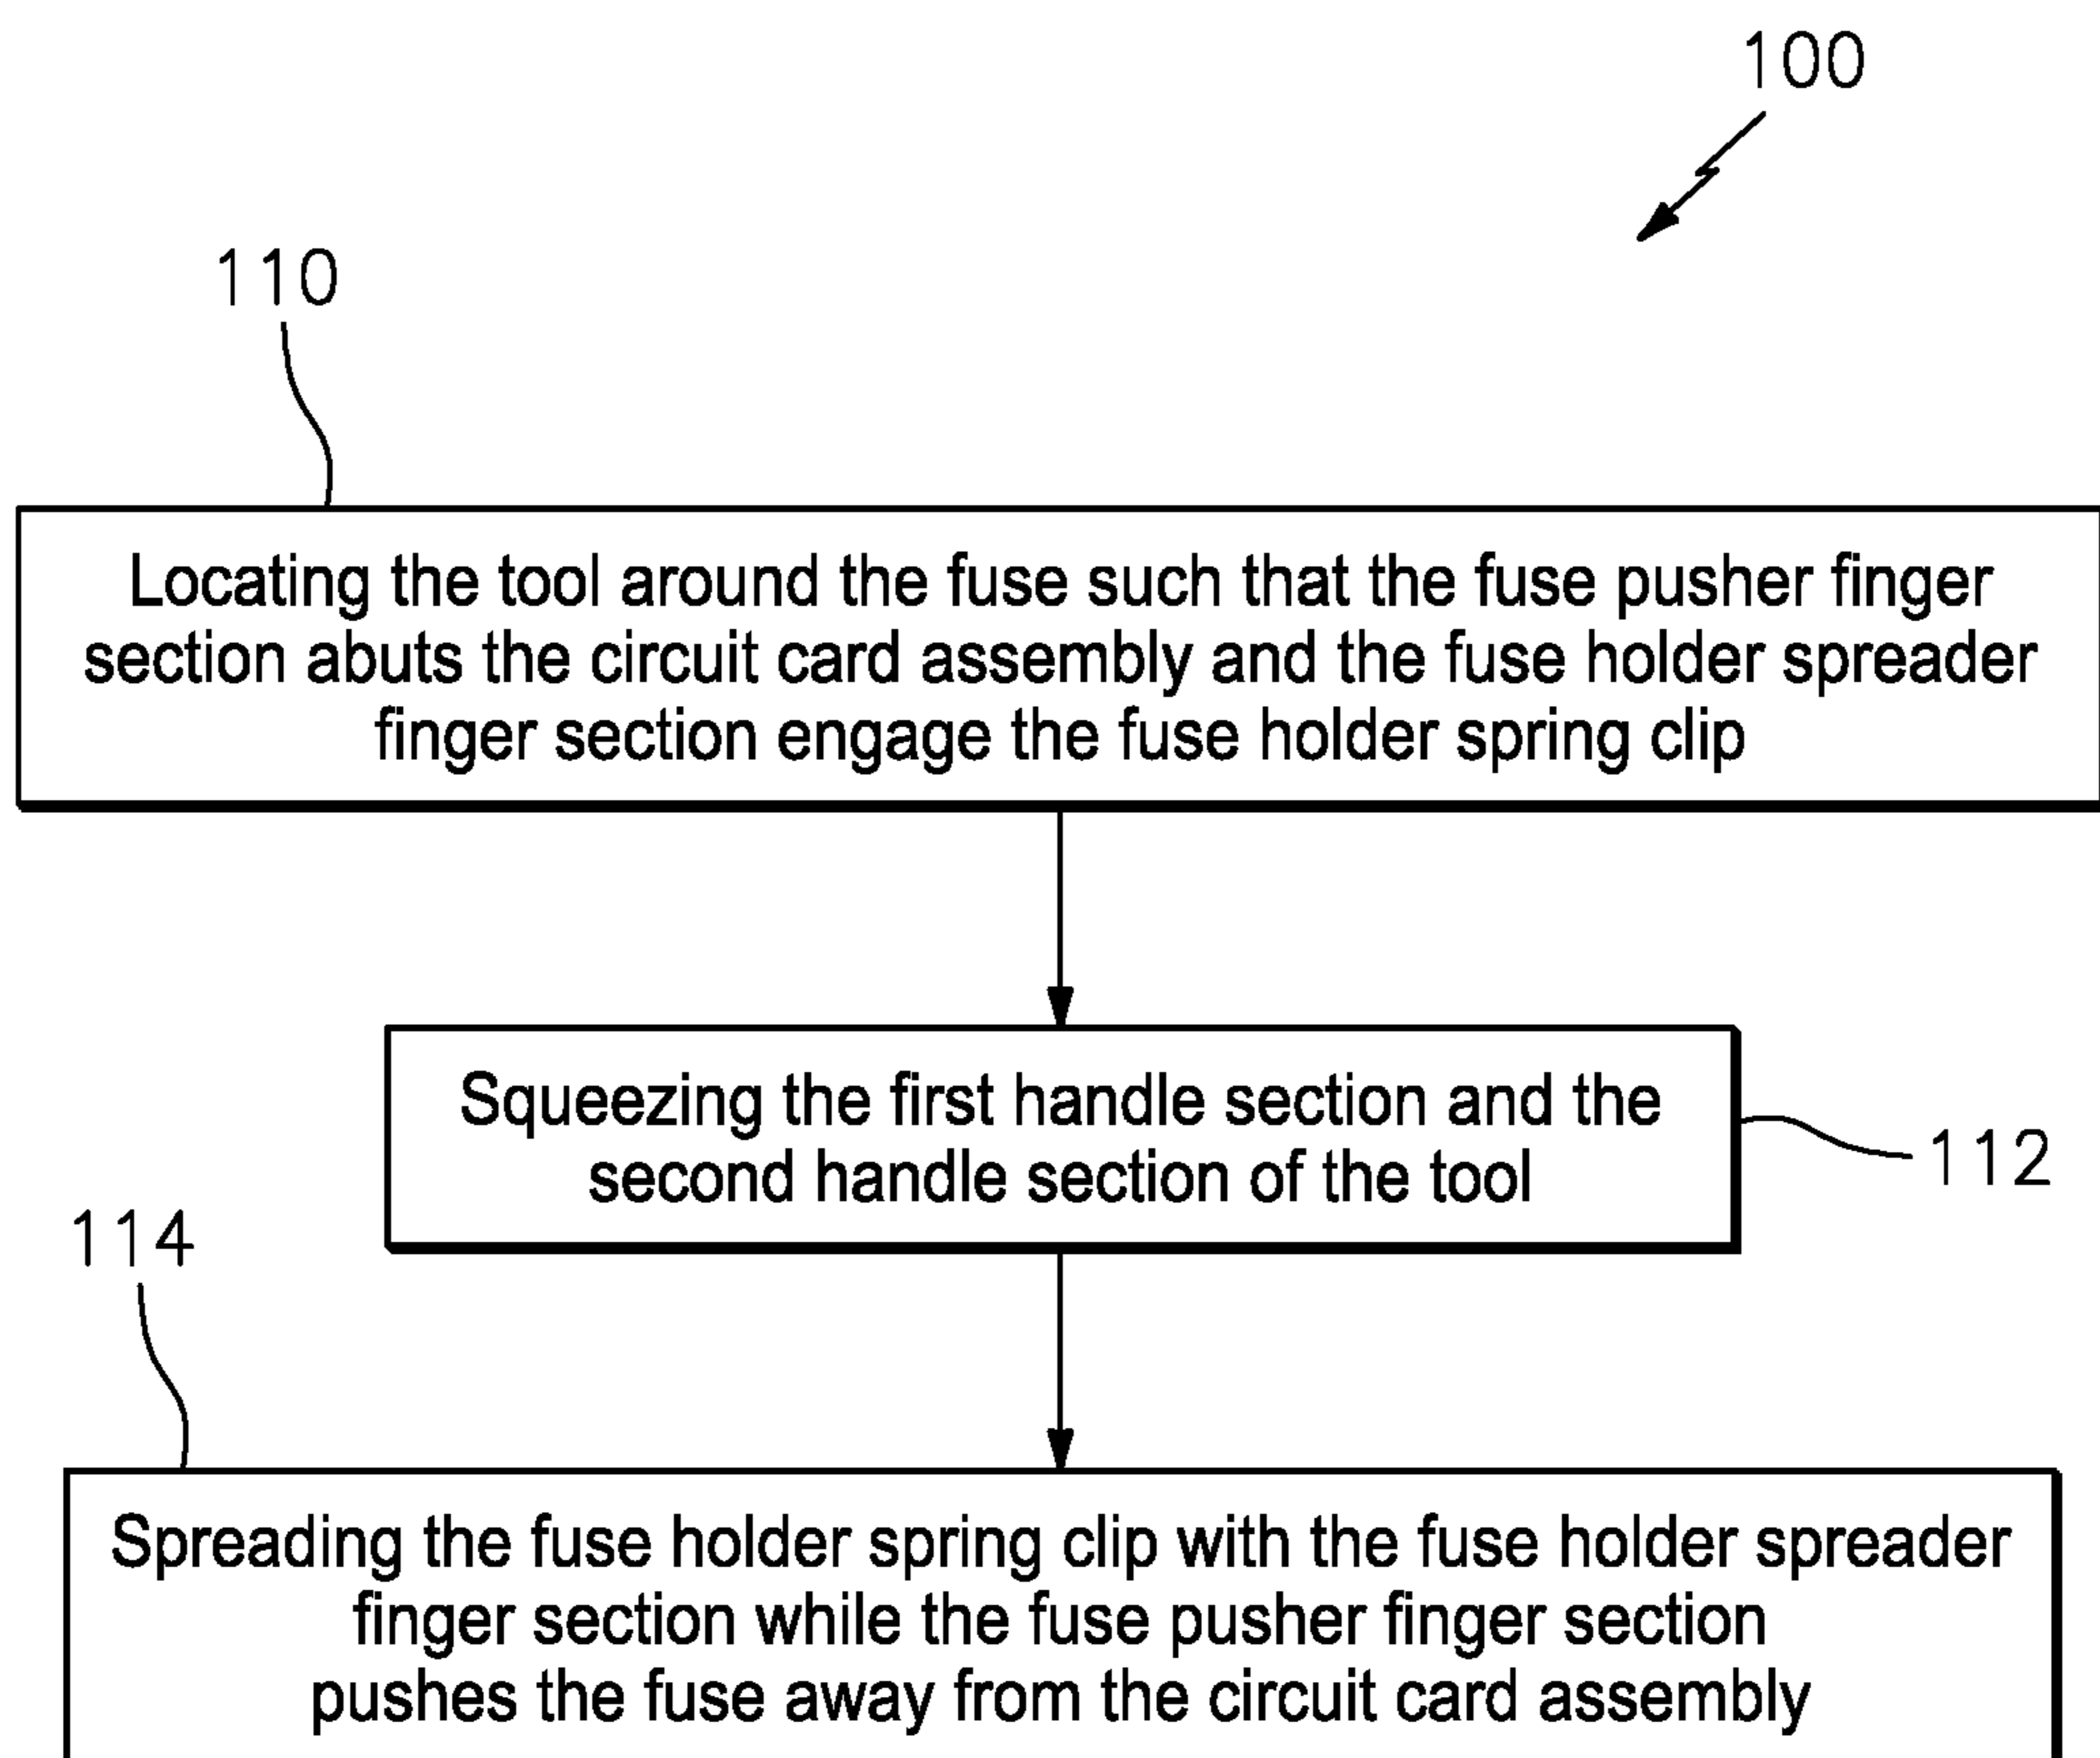 100
110
Locating the tool around the fuse such that the fuse pusher finger
section abuts the circuit card assembly and the fuse holder spreader
finger section engage the fuse holder spring clip
Squeezing the first handle section and the
second handle section of the tool
112
114
Spreading the fuse holder spring clip with the fuse holder spreader
finger section while the fuse pusher finger section
pushes the fuse away from the circuit card assembly